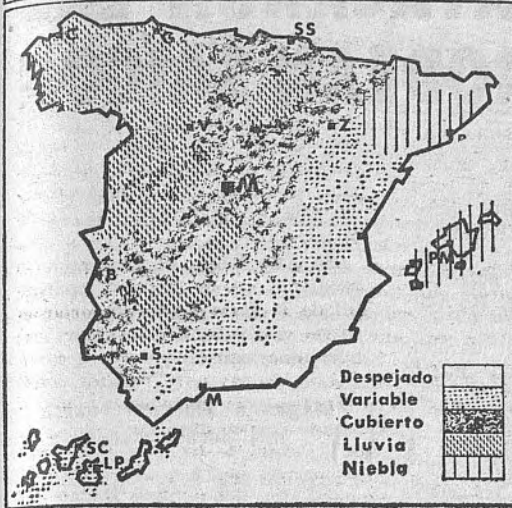 C
G
SS
V
Z
M
B
S
M
PM
SC
LP
Despejado
Variable
Cubierto
Lluvia
Niebla